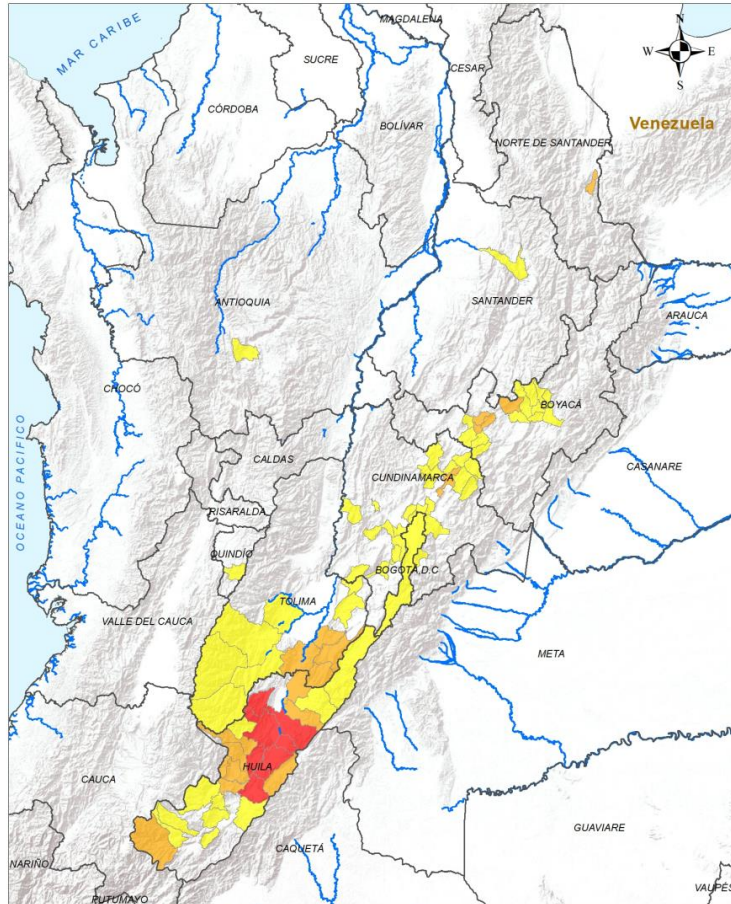 MAGDALENA
N
MAR CARIBE
SUCRE
W
E
CESAR
S
CÓRDOBA
BOLÍVAR
Venezuela
NORTE DE SANTANDER
ANTIOQUIA
SANTANDER
ARAUCA
CHOCÓ
BOYACÁ
CALDAS
CUNDINAMARCA
CASANARE
OCEANO PACIFICO
RISARALDA
QUINDÍO
BOGOTÁ D.C
TOLIMA
VALLE DEL CAUCA
META
HUILA
CAUCA
GUAVIARE
CAQUETÁ
NARIÑO
VAUPÉS
PUTUMAYO